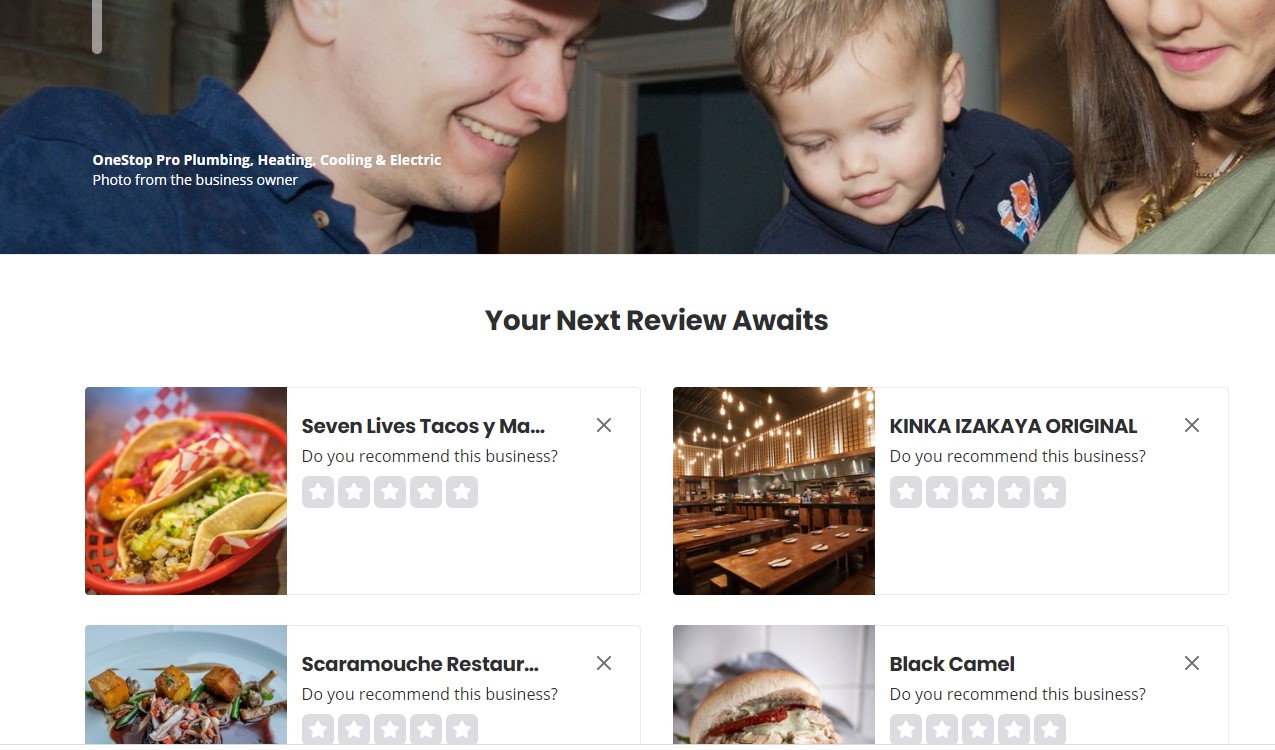 OneStop Pro Plumbing, Heating, Cooling & Electric
Photo from the business owner
Your Next Review Awaits
Seven Lives Tacos y Ma...
Do you recommend this business?
KINKA IZAKAYA ORIGINAL
Do you recommend this business?
Scaramouche Restaur...
Do you recommend this business?
Black Camel
Do you recommend this business?